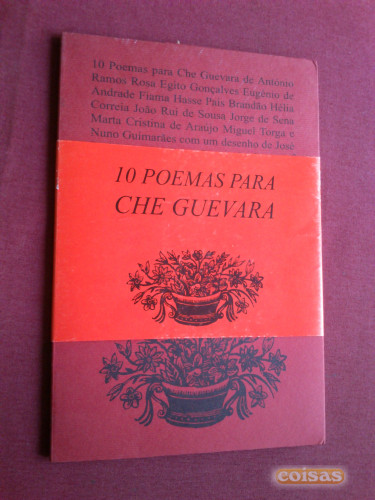 10 Poemas para Che Guevara de António
Ramos Rosa Egito Gonçalves Eugénio de
Andrade Fiama Hasse Pais Brandão Hélia
Correia João Rui de Sousa Jorge de Sena
Marta Cristina de Araújo Miguel Torga e
Nuno Guimarães com um desenho de José
10 POEMAS PARA
CHE GUEVARA
coisas